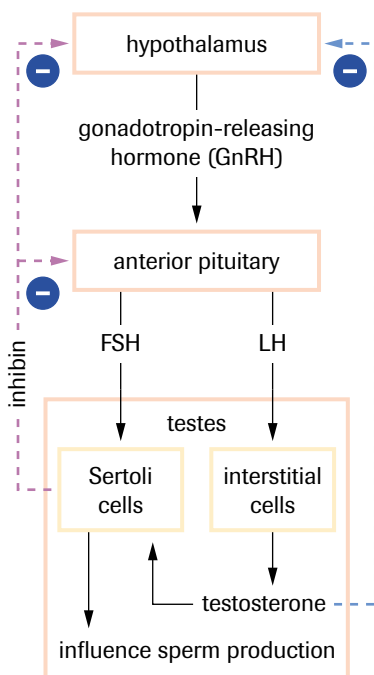 hypothalamus
−
−
gonadotropin-releasing
hormone (GnRH)
anterior pituitary
−
FSH
LH
inhibin
testes
Sertoli
cells
interstitial
cells
testosterone
influence sperm production